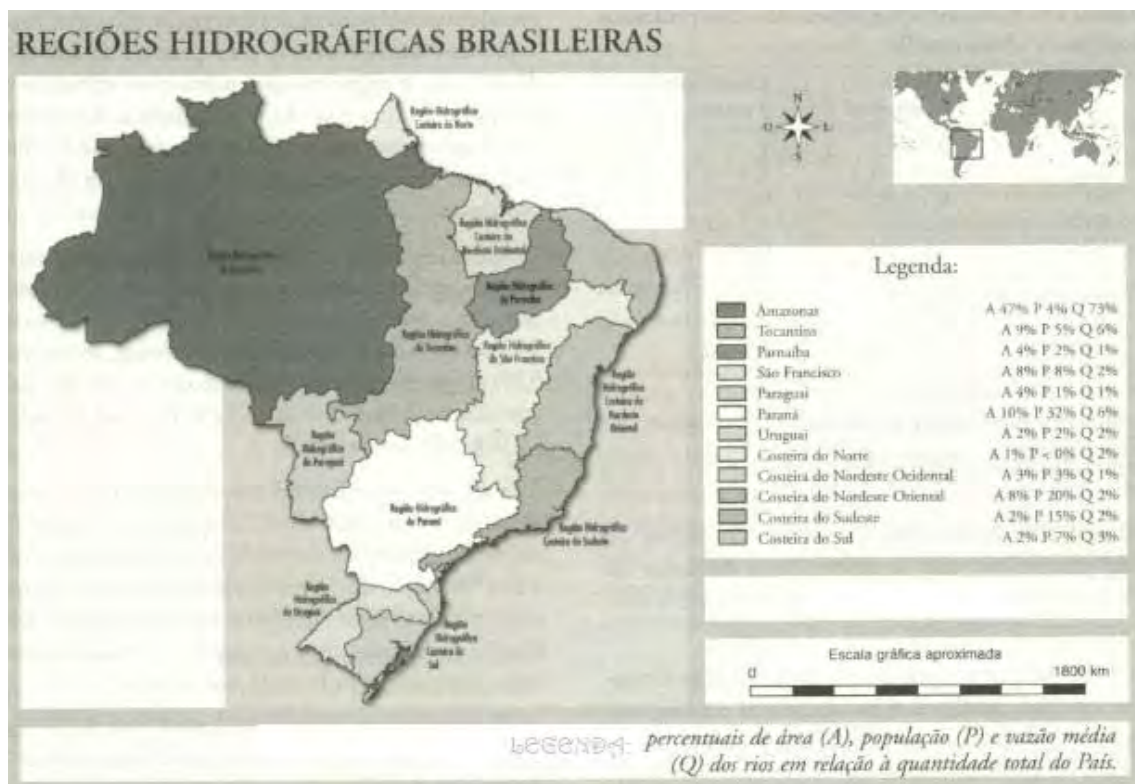 REGIÕES HIDROGRÁFICAS BRASILEIRAS
Região Hidrográfica
Costeira do Norte
N
O
L
S
Região Hidrográfica
Costeira do
Nordeste Ocidental
Região Hidrográfica
do Parnaíba
Região Hidrográfica
do Tocantins
Região Hidrográfica
do São Francisco
Região
Hidrográfica
Costeira do
Nordeste
Oriental
Região
Hidrográfica
do Paraguai
Região Hidrográfica
do Paraná
Região Hidrográfica
Costeira do Sudeste
Região
Hidrográfica
do Uruguai
Região
Hidrográfica
Costeira do
Sul
Legenda:
Amazonas A 47% P 4% Q 73%
Tocantins A 9% P 5% Q 6%
Parnaíba A 4% P 2% Q 1%
São Francisco A 8% P 8% Q 2%
Paraguai A 4% P 1% Q 1%
Paraná A 10% P 32% Q 6%
Uruguai A 2% P 2% Q 2%
Costeira do Norte A 1% P < 0% Q 2%
Costeira do Nordeste Ocidental A 3% P 3% Q 1%
Costeira do Nordeste Oriental A 8% P 20% Q 2%
Costeira do Sudeste A 2% P 15% Q 2%
Costeira do Sul A 2% P 7% Q 3%
Escala gráfica aproximada
0 1800 km
LEGENDA: percentuais de área (A), população (P) e vazão média
(Q) dos rios em relação à quantidade total do País.